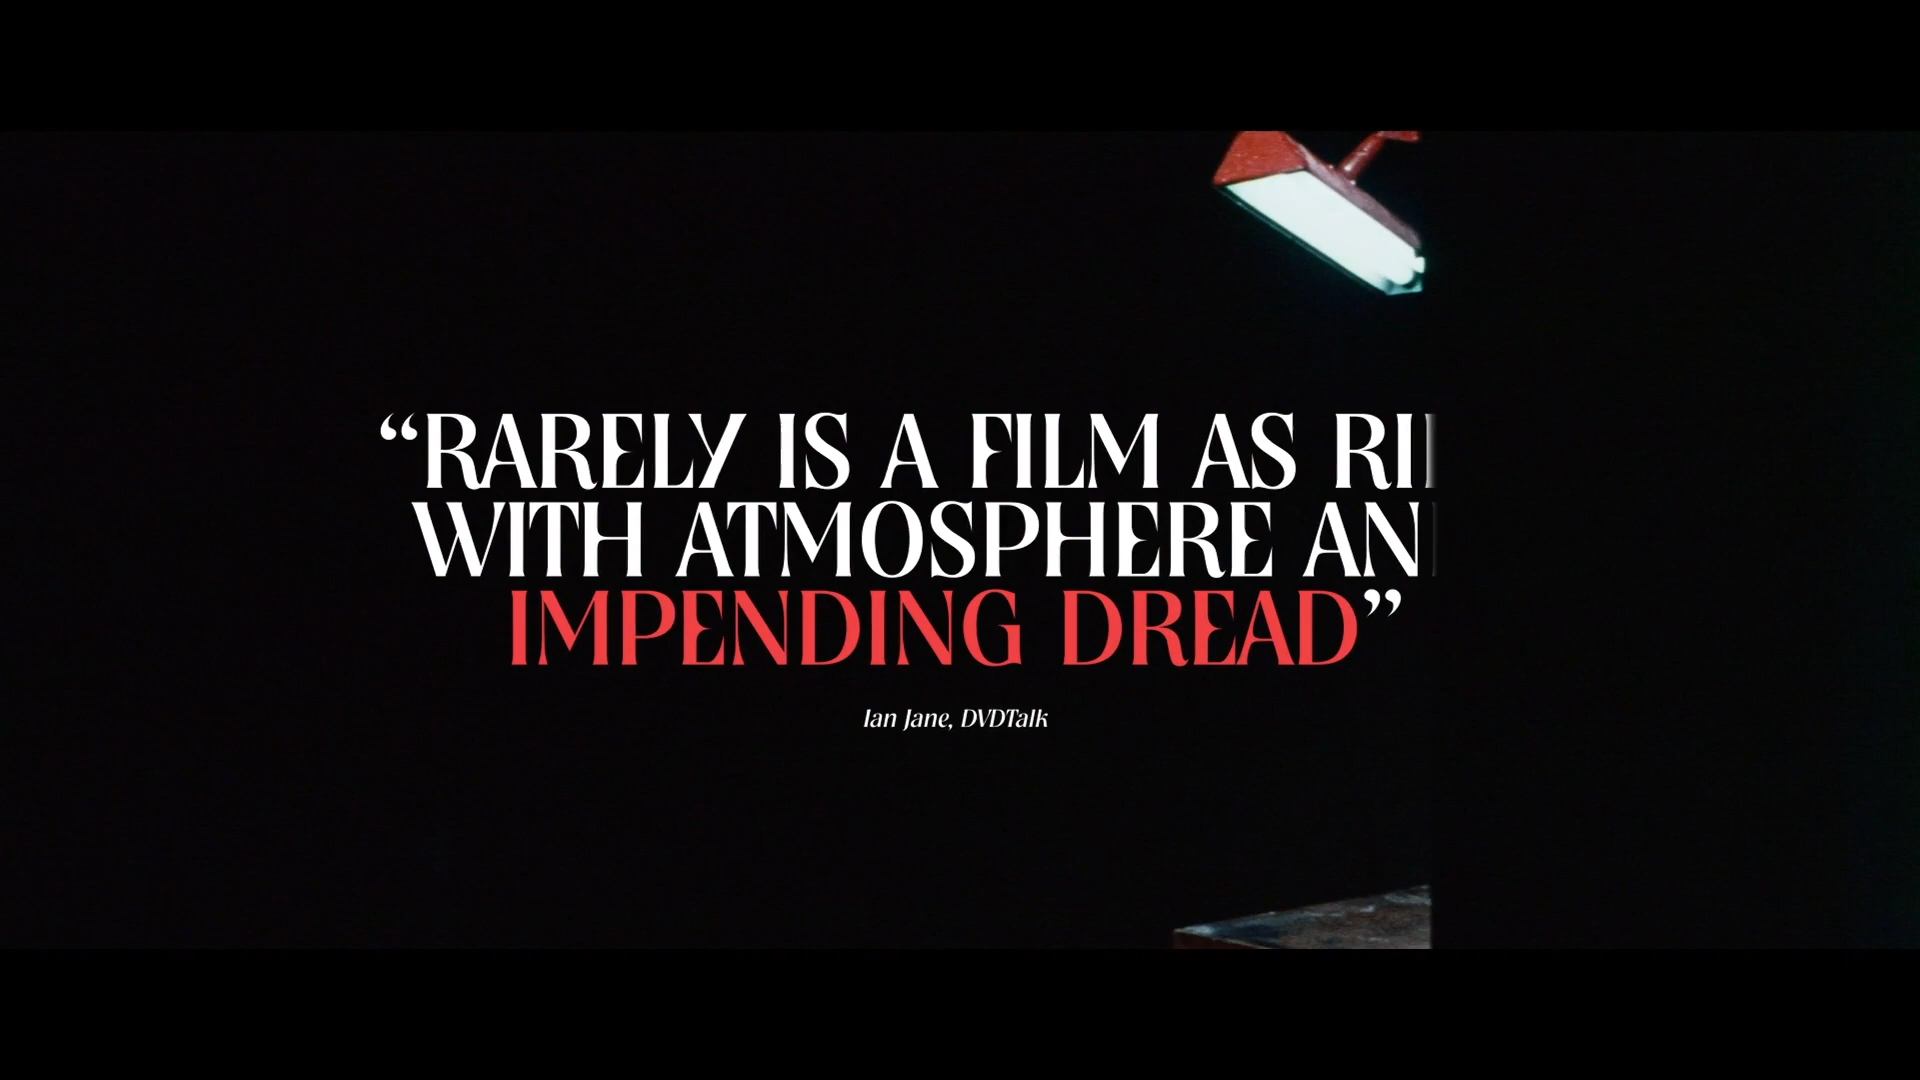 “RARELY IS A FILM AS
WITH ATMOSPHERE
IMPENDING DREAD”
Ian Jane, DVDTalk